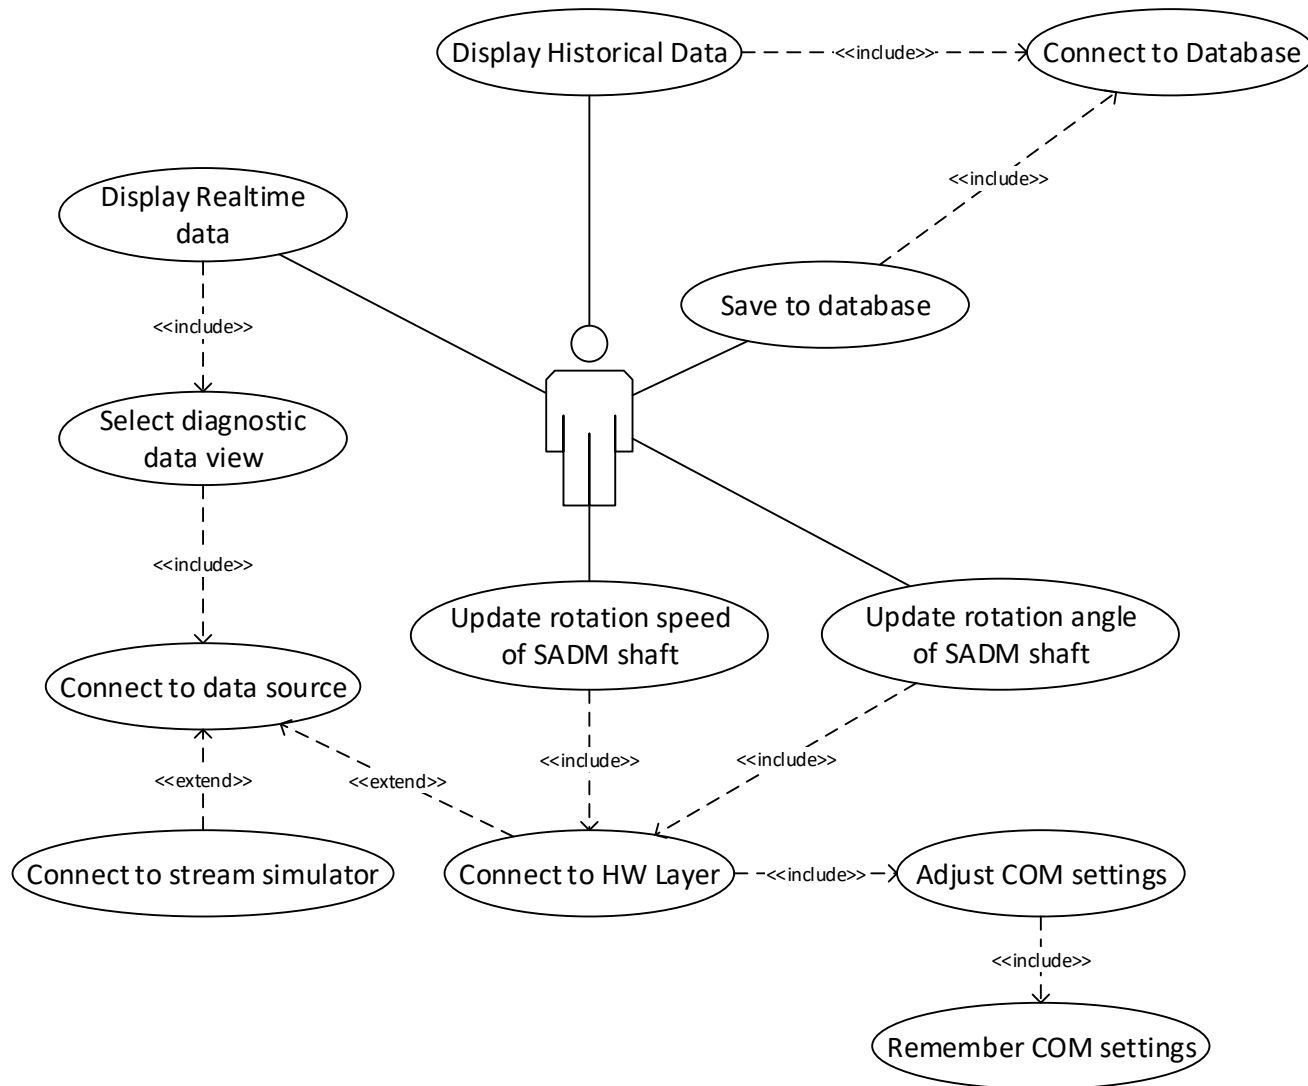 Display Historical Data
<<include>>
Connect to Database
<<include>>
Display Realtime
data
Save to database
<<include>>
Select diagnostic
data view
<<include>>
Update rotation speed
of SADM shaft
Update rotation angle
of SADM shaft
Connect to data source
<<extend>>
<<extend>>
<<include>>
<<include>>
Connect to stream simulator
Connect to HW Layer
<<include>>
Adjust COM settings
<<include>>
Remember COM settings